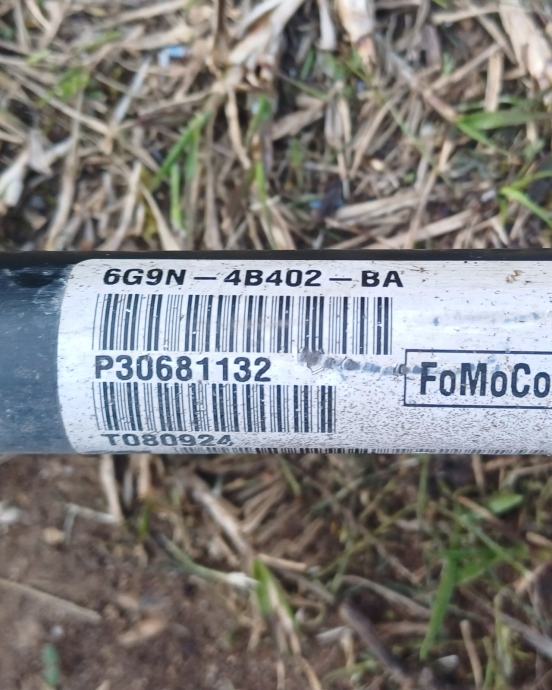 6G9N – 4B402 – BA
P30681132
FoMoCo
T080924